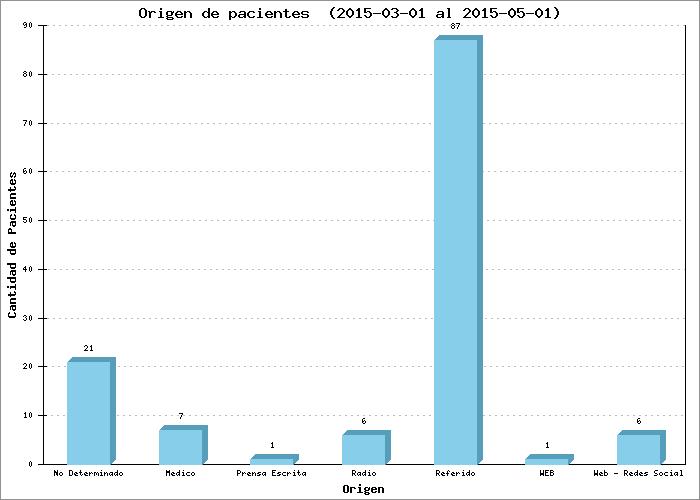 Origen de pacientes  (2015-03-01 al 2015-05-01)
Cantidad de Pacientes
90
80
70
60
50
40
30
20
10
0
21
7
1
6
87
1
6
No Determinado
Medico
Prensa Escrita
Radio
Referido
WEB
Web - Redes Social
Origen